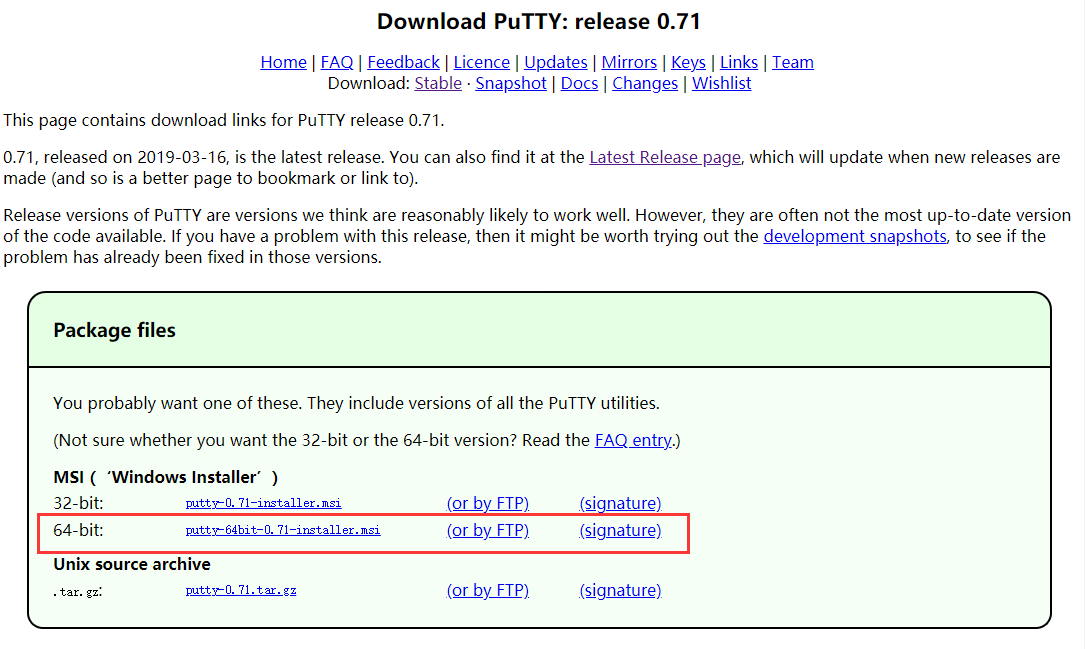 Download PuTTY: release 0.71
Home | FAQ | Feedback | Licence | Updates | Mirrors | Keys | Links | Team
Download: Stable · Snapshot | Docs | Changes | Wishlist
This page contains download links for PuTTY release 0.71.
0.71, released on 2019-03-16, is the latest release. You can also find it at the Latest Release page, which will update when new releases are
made (and so is a better page to bookmark or link to).
Release versions of PuTTY are versions we think are reasonably likely to work well. However, they are often not the most up-to-date version
of the code available. If you have a problem with this release, then it might be worth trying out the development snapshots, to see if the
problem has already been fixed in those versions.
Package files
You probably want one of these. They include versions of all the PuTTY utilities.
(Not sure whether you want the 32-bit or the 64-bit version? Read the FAQ entry.)
MSI (‘Windows Installer’)
32-bit: putty-0.71-installer.msi (or by FTP) (signature)
64-bit: putty-64bit-0.71-installer.msi (or by FTP) (signature)
Unix source archive
.tar.gz: putty-0.71.tar.gz (or by FTP) (signature)